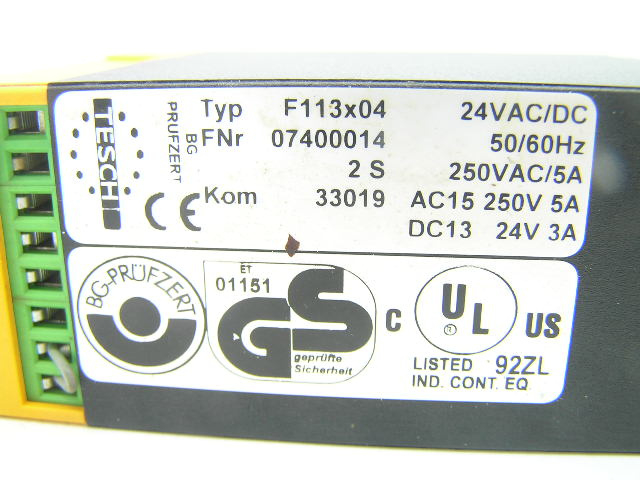 TESCH
BG
PRÜFZERT
Typ F113x04 24VAC/DC
FNr 07400014 50/60Hz
2 S 250VAC/5A
Kom 33019 AC15 250V 5A
DC13 24V 3A
CE
BG-PRÜFZERT
ET
01151
GS
geprüfte
Sicherheit
C UL US
®
LISTED 92ZL
IND. CONT. EQ.